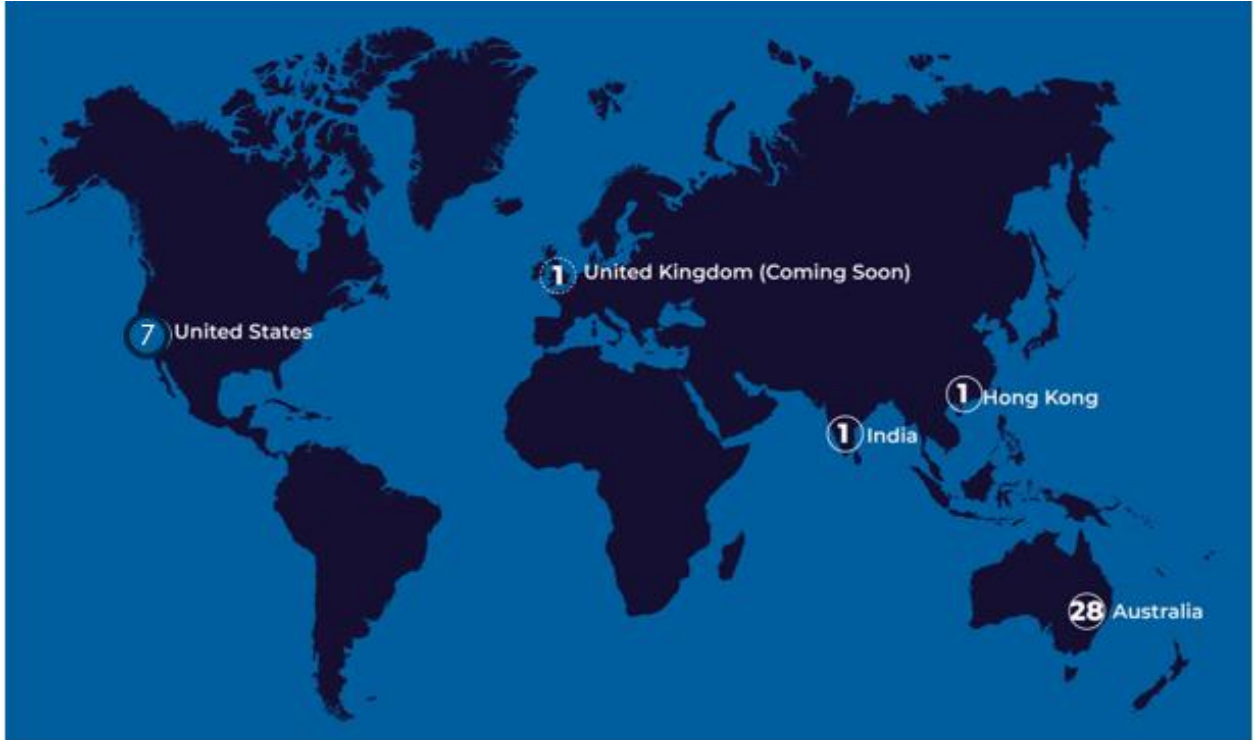 1 United Kingdom (Coming Soon)
7 United States
1 Hong Kong
1 India
28 Australia